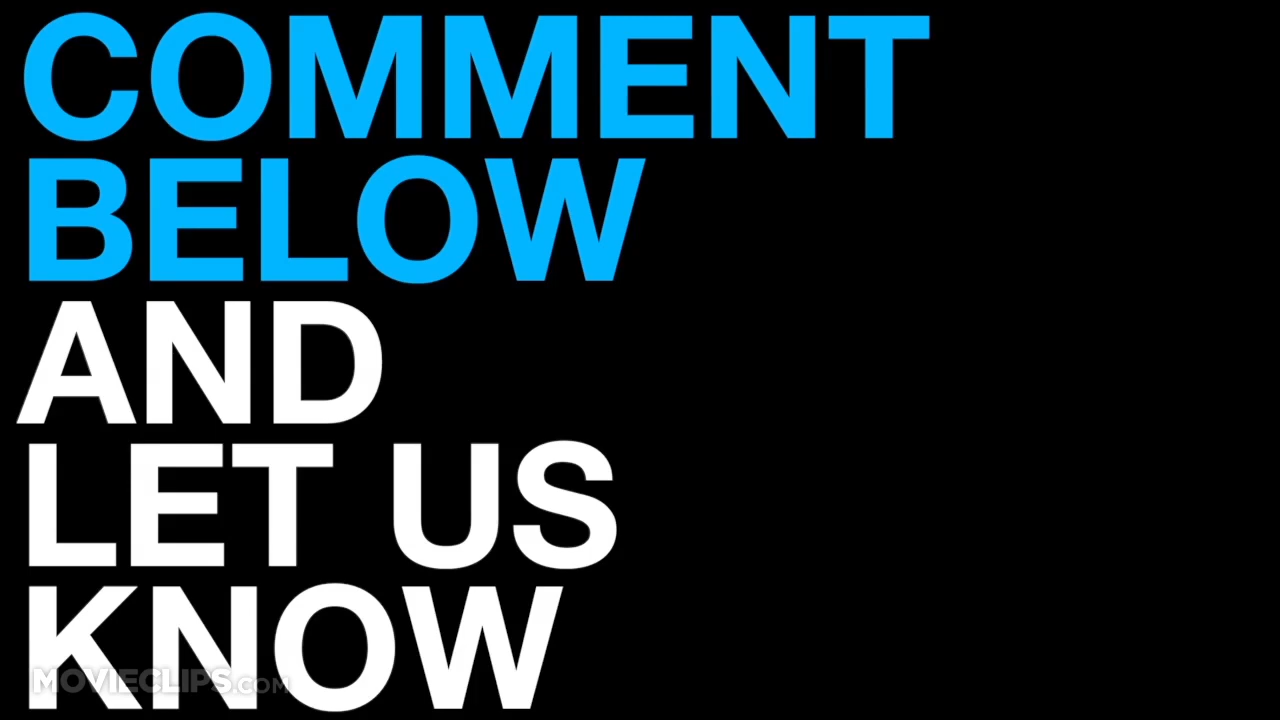 COMMENT
BELOW
AND
LET US
KNOW
MOVIECLIPS.COM